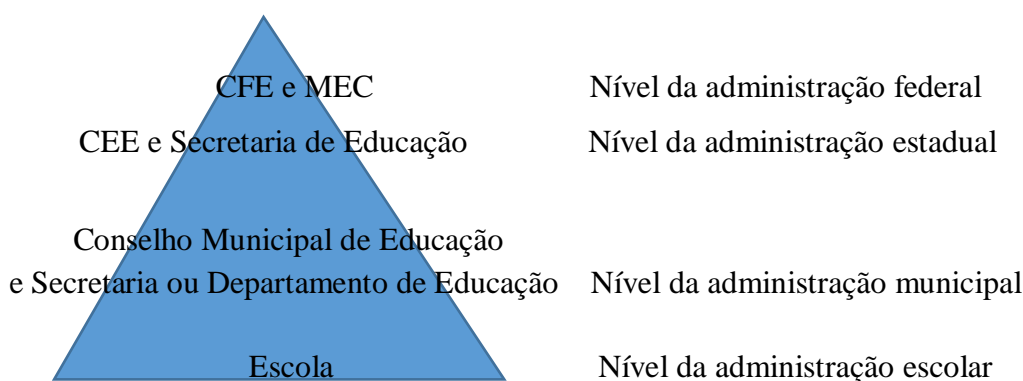 CFE e MEC Nível da administração federal
CEE e Secretaria de Educação Nível da administração estadual
Conselho Municipal de Educação
e Secretaria ou Departamento de Educação Nível da administração municipal
Escola Nível da administração escolar